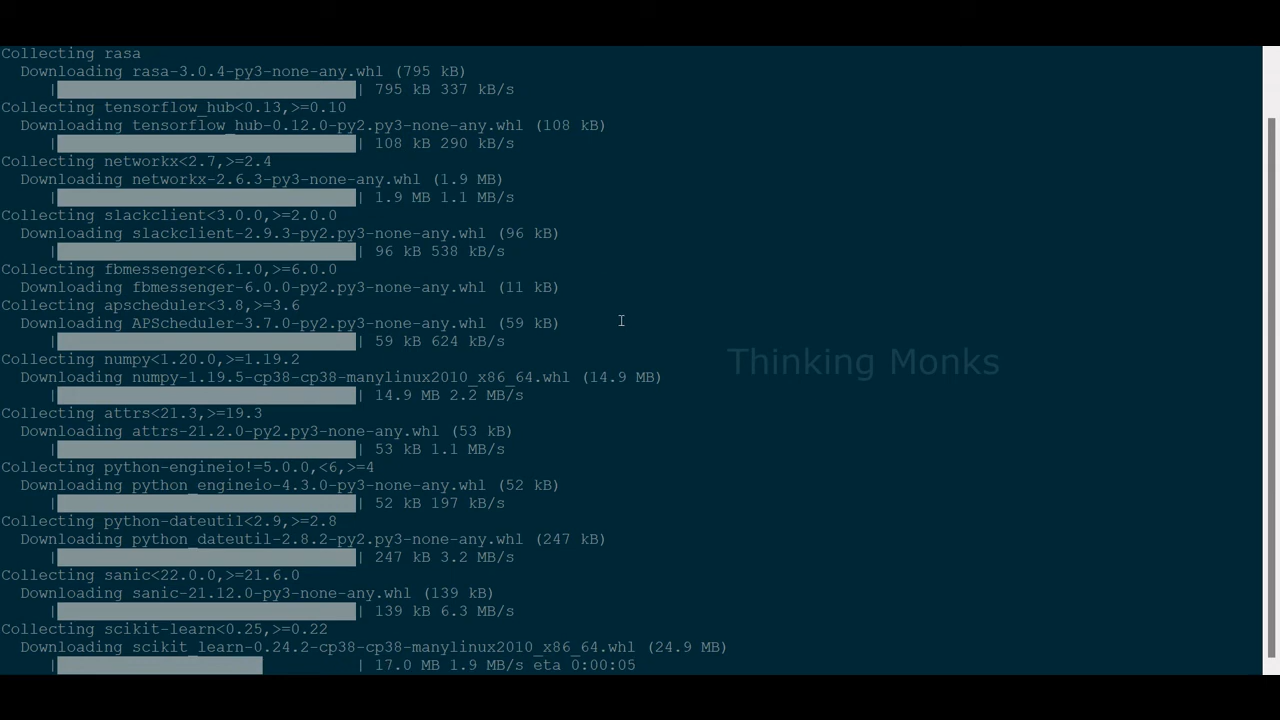 Collecting rasa
Downloading rasa-3.0.4-py3-none-any.whl (795 kB)
| | 795 kB 337 kB/s
Collecting tensorflow_hub<0.13,>=0.10
Downloading tensorflow_hub-0.12.0-py2.py3-none-any.whl (108 kB)
| | 108 kB 290 kB/s
Collecting networkx<2.7,>=2.4
Downloading networkx-2.6.3-py3-none-any.whl (1.9 MB)
| | 1.9 MB 1.1 MB/s
Collecting slackclient<3.0.0,>=2.0.0
Downloading slackclient-2.9.3-py2.py3-none-any.whl (96 kB)
| | 96 kB 538 kB/s
Collecting fbmessenger<6.1.0,>=6.0.0
Downloading fbmessenger-6.0.0-py2.py3-none-any.whl (11 kB)
Collecting apscheduler<3.8,>=3.6
Downloading APScheduler-3.7.0-py2.py3-none-any.whl (59 kB)
| | 59 kB 624 kB/s
Thinking Monks
Collecting numpy<1.20.0,>=1.19.2
Downloading numpy-1.19.5-cp38-cp38-manylinux2010_x86_64.whl (14.9 MB)
| | 14.9 MB 2.2 MB/s
Collecting attrs<21.3,>=19.3
Downloading attrs-21.2.0-py2.py3-none-any.whl (53 kB)
| | 53 kB 1.1 MB/s
Collecting python-engineio!=5.0.0,<6,>=4
Downloading python_engineio-4.3.0-py3-none-any.whl (52 kB)
| | 52 kB 197 kB/s
Collecting python-dateutil<2.9,>=2.8
Downloading python_dateutil-2.8.2-py2.py3-none-any.whl (247 kB)
| | 247 kB 3.2 MB/s
Collecting sanic<22.0.0,>=21.6.0
Downloading sanic-21.12.0-py3-none-any.whl (139 kB)
| | 139 kB 6.3 MB/s
Collecting scikit-learn<0.25,>=0.22
Downloading scikit_learn-0.24.2-cp38-cp38-manylinux2010_x86_64.whl (24.9 MB)
| | 17.0 MB 1.9 MB/s eta 0:00:05